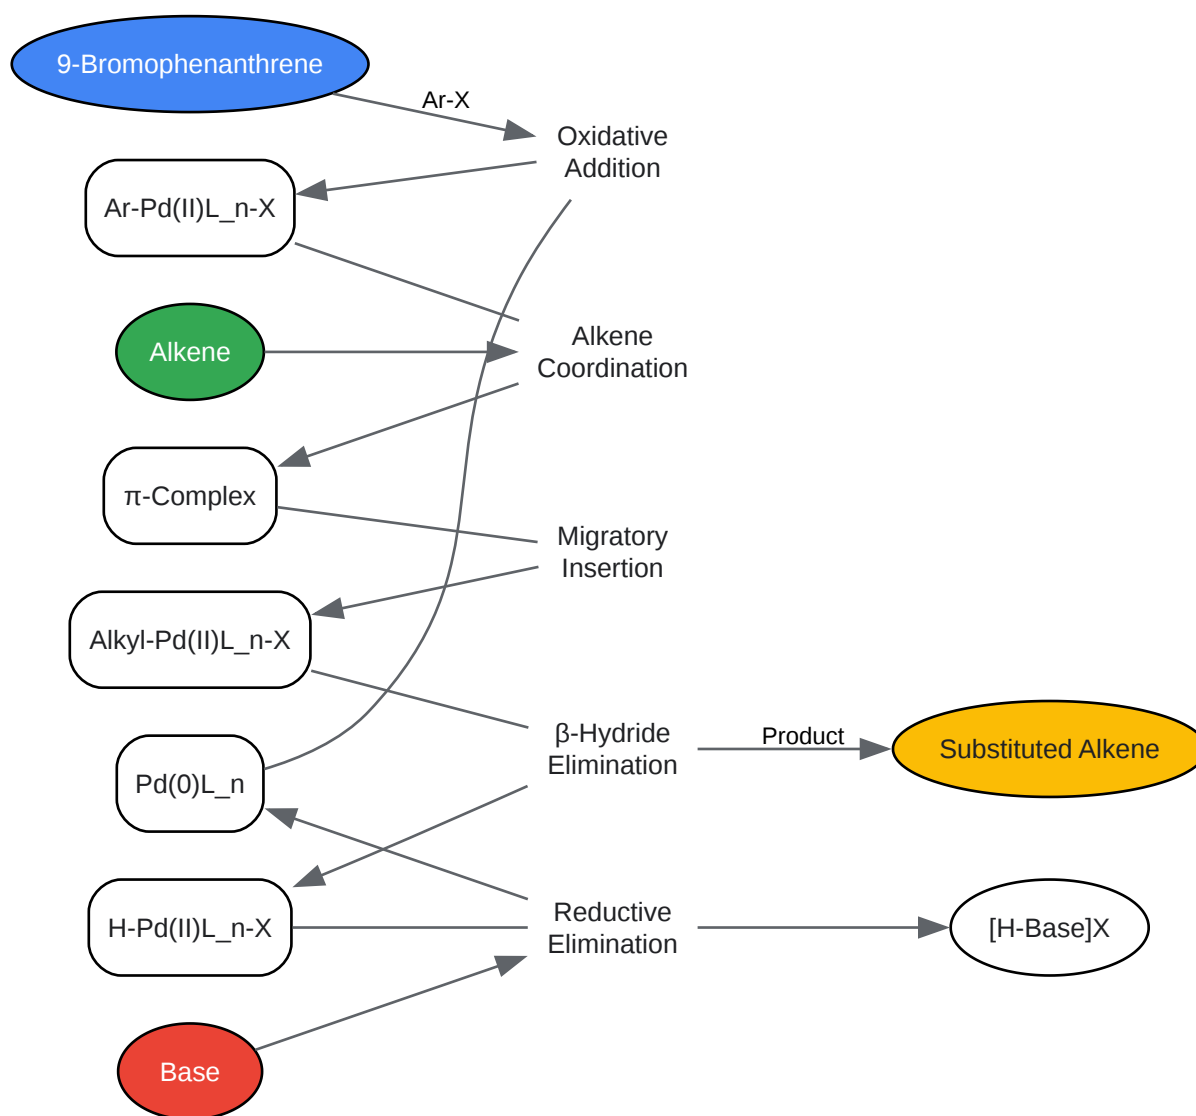 9-Bromophenanthrene
Ar-X
Oxidative
Addition
Ar-Pd(II)L_n-X
Alkene
Alkene
Coordination
π-Complex
Migratory
Insertion
Alkyl-Pd(II)L_n-X
β-Hydride
Elimination
Product
Substituted Alkene
Pd(0)L_n
H-Pd(II)L_n-X
Reductive
Elimination
[H-Base]X
Base